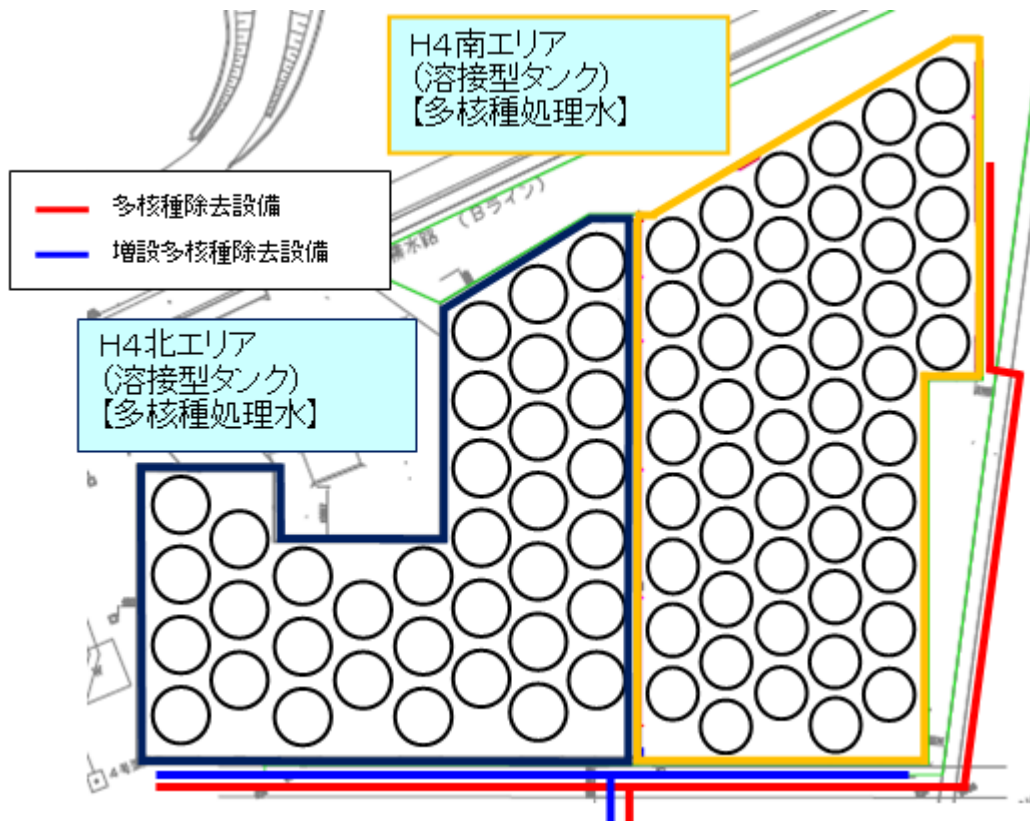 H4南エリア
(溶接型タンク)
【多核種処理水】
多核種除去設備
増設多核種除去設備
(Bライン)
H4北エリア
(溶接型タンク)
【多核種処理水】